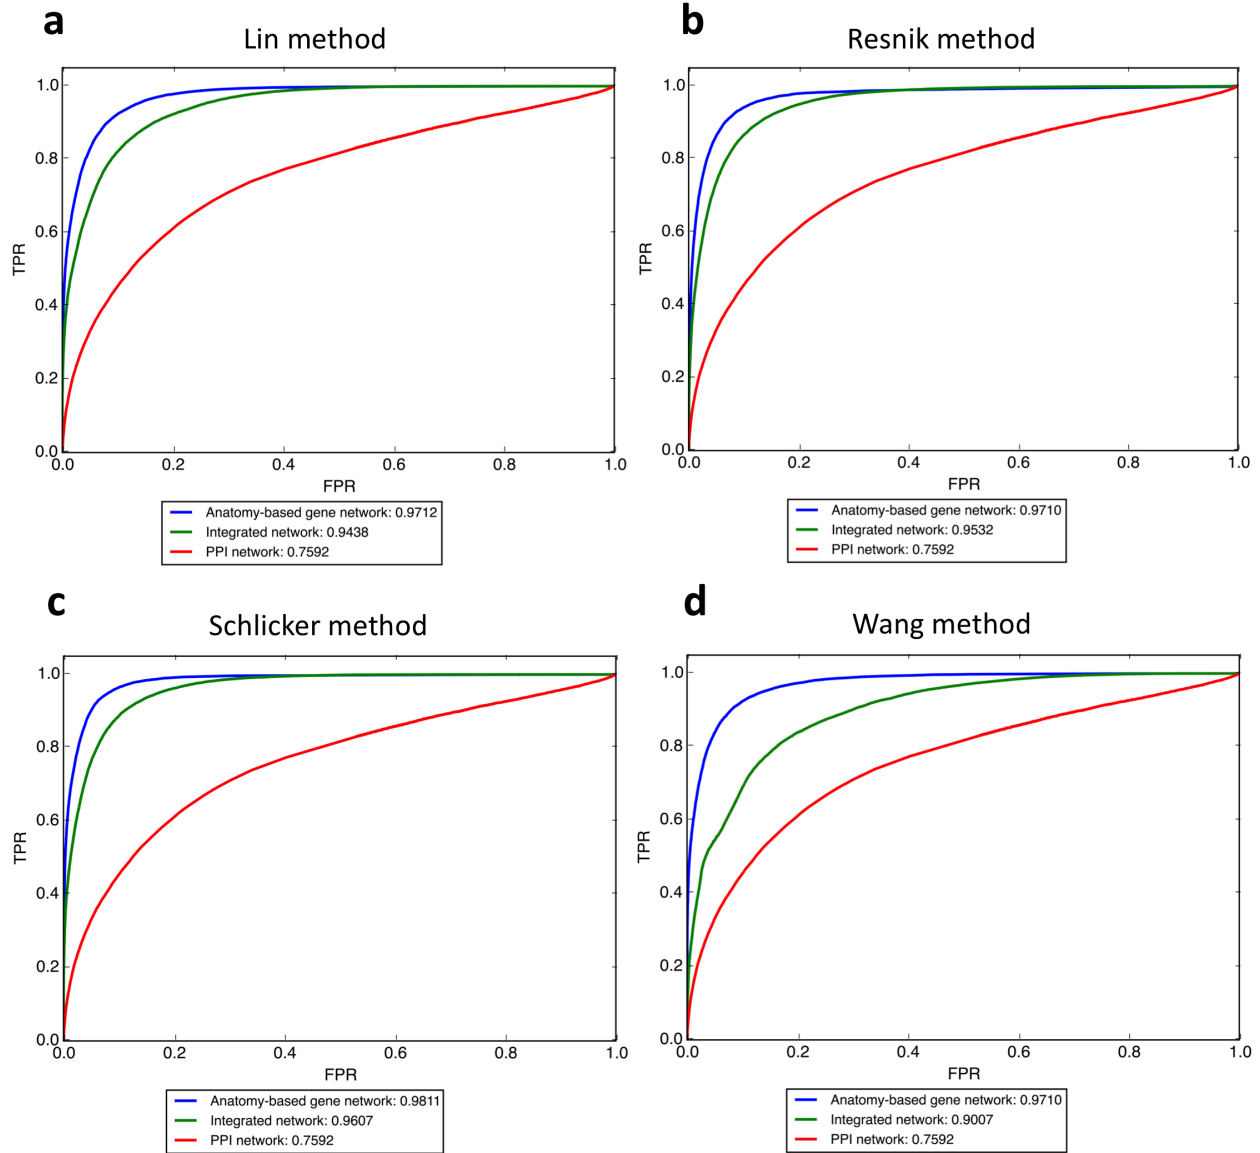 a
Lin method
1.0
0.8
0.6
0.4
0.2
0.0
TPR
0.0 0.2 0.4 0.6 0.8 1.0
FPR
Anatomy-based gene network: 0.9712
Integrated network: 0.9438
PPI network: 0.7592
b
Resnik method
1.0
0.8
0.6
0.4
0.2
0.0
TPR
0.0 0.2 0.4 0.6 0.8 1.0
FPR
Anatomy-based gene network: 0.9710
Integrated network: 0.9532
PPI network: 0.7592
c
Schlicker method
1.0
0.8
0.6
0.4
0.2
0.0
TPR
0.0 0.2 0.4 0.6 0.8 1.0
FPR
Anatomy-based gene network: 0.9811
Integrated network: 0.9607
PPI network: 0.7592
d
Wang method
1.0
0.8
0.6
0.4
0.2
0.0
TPR
0.0 0.2 0.4 0.6 0.8 1.0
FPR
Anatomy-based gene network: 0.9710
Integrated network: 0.9007
PPI network: 0.7592